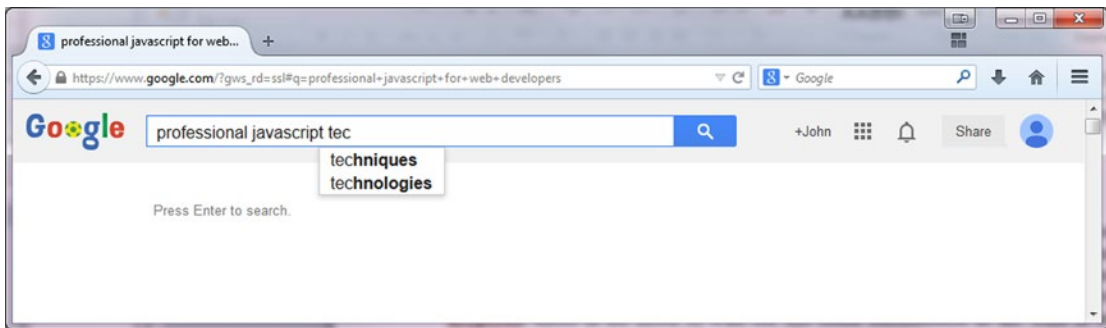 professional javascript for web...
https://www.google.com/?gws_rd=ssl#q=professional+javascript+for+web+developers
Google
Google
professional javascript tec
+John
Share
techniques
technologies
Press Enter to search.